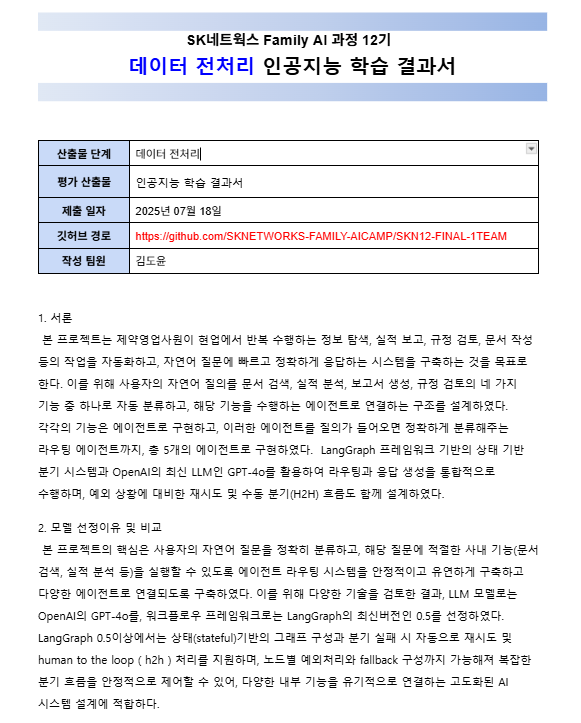 SK네트웍스 Family AI 과정 12기
데이터 전처리 인공지능 학습 결과서
산출물 단계 데이터 전처리
평가 산출물 인공지능 학습 결과서
제출 일자 2025년 07월 18일
깃허브 경로 https://github.com/SKNETWORKS-FAMILY-AICAMP/SKN12-FINAL-1TEAM
작성 팀원 김도윤
1. 서론
본 프로젝트는 제약영업사원이 현업에서 반복 수행하는 정보 탐색, 실적 보고, 규정 검토, 문서 작성
등의 작업을 자동화하고, 자연어 질문에 빠르고 정확하게 응답하는 시스템을 구축하는 것을 목표로
한다. 이를 위해 사용자의 자연어 질의를 문서 검색, 실적 분석, 보고서 생성, 규정 검토의 네 가지
기능 중 하나로 자동 분류하고, 해당 기능을 수행하는 에이전트로 연결하는 구조를 설계하였다.
각각의 기능은 에이전트로 구현하고, 이러한 에이전트를 질의가 들어오면 정확하게 분류해주는
라우팅 에이전트까지, 총 5개의 에이전트로 구현하였다. LangGraph 프레임워크 기반의 상태 기반
분기 시스템과 OpenAI의 최신 LLM인 GPT-4o를 활용하여 라우팅과 응답 생성을 통합적으로
수행하며, 예외 상황에 대비한 재시도 및 수동 분기(H2H) 흐름도 함께 설계하였다.
2. 모델 선정이유 및 비교
본 프로젝트의 핵심은 사용자의 자연어 질문을 정확히 분류하고, 해당 질문에 적절한 사내 기능(문서
검색, 실적 분석 등)을 실행할 수 있도록 에이전트 라우팅 시스템을 안정적이고 유연하게 구축하고
다양한 에이전트로 연결되도록 구축하였다. 이를 위해 다양한 기술을 검토한 결과, LLM 모델로는
OpenAI의 GPT-4o를, 워크플로우 프레임워크로는 LangGraph의 최신버전인 0.5를 선정하였다.
LangGraph 0.5이상에서는 상태(stateful)기반의 그래프 구성과 분기 실패 시 자동으로 재시도 및
human to the loop ( h2h ) 처리를 지원하며, 노드별 예외처리와 fallback 구성까지 가능해져 복잡한
분기 흐름을 안정적으로 제어할 수 있어, 다양한 내부 기능을 유기적으로 연결하는 고도화된 AI
시스템 설계에 적합하다.